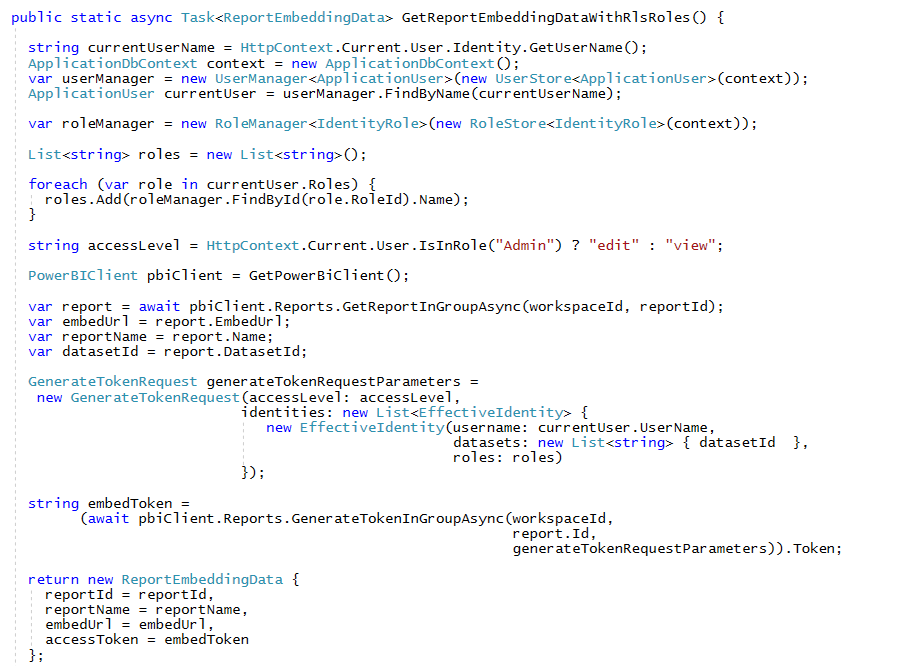 public static async Task<ReportEmbeddingData> GetReportEmbeddingDataWithRlsRoles() {
string currentUserName = HttpContext.Current.User.Identity.GetUserName();
ApplicationDbContext context = new ApplicationDbContext();
var userManager = new UserManager<ApplicationUser>(new UserStore<ApplicationUser>(context));
ApplicationUser currentUser = userManager.FindByName(currentUserName);
var roleManager = new RoleManager<IdentityRole>(new RoleStore<IdentityRole>(context));
List<string> roles = new List<string>();
foreach (var role in currentUser.Roles) {
roles.Add(roleManager.FindById(role.RoleId).Name);
}
string accessLevel = HttpContext.Current.User.IsInRole("Admin") ? "edit" : "view";
PowerBIClient pbiClient = GetPowerBiClient();
var report = await pbiClient.Reports.GetReportInGroupAsync(workspaceId, reportId);
var embedUrl = report.EmbedUrl;
var reportName = report.Name;
var datasetId = report.DatasetId;
GenerateTokenRequest generateTokenRequestParameters =
new GenerateTokenRequest(accessLevel: accessLevel,
identities: new List<EffectiveIdentity> {
new EffectiveIdentity(username: currentUser.UserName,
datasets: new List<string> { datasetId },
roles: roles)
});
string embedToken =
(await pbiClient.Reports.GenerateTokenInGroupAsync(workspaceId,
report.Id,
generateTokenRequestParameters)).Token;
return new ReportEmbeddingData {
reportId = reportId,
reportName = reportName,
embedUrl = embedUrl,
accessToken = embedToken
};